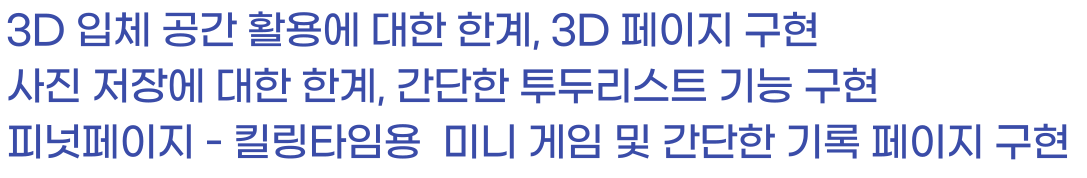 3D 입체 공간 활용에 대한 한계, 3D 페이지 구현
사진 저장에 대한 한계, 간단한 투두리스트 기능 구현
피넛페이지 - 킬링타임용 미니 게임 및 간단한 기록 페이지 구현